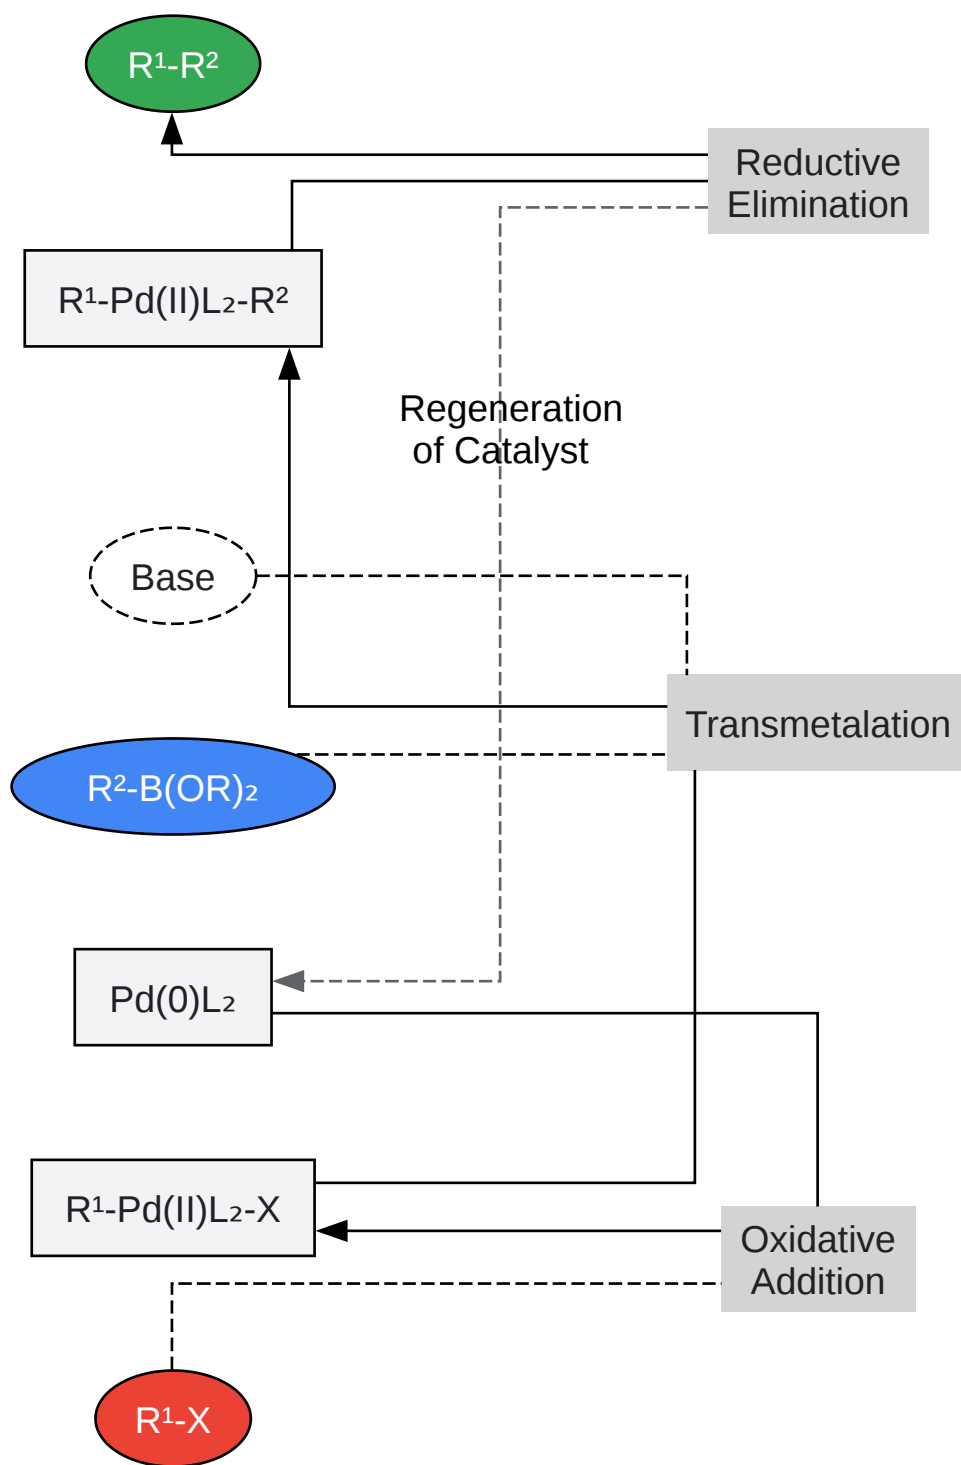 R¹-R²
Reductive
Elimination
R¹-Pd(II)L₂-R²
Regeneration
of Catalyst
Base
Transmetalation
R²-B(OR)₂
Pd(0)L₂
R¹-Pd(II)L₂-X
Oxidative
Addition
R¹-X